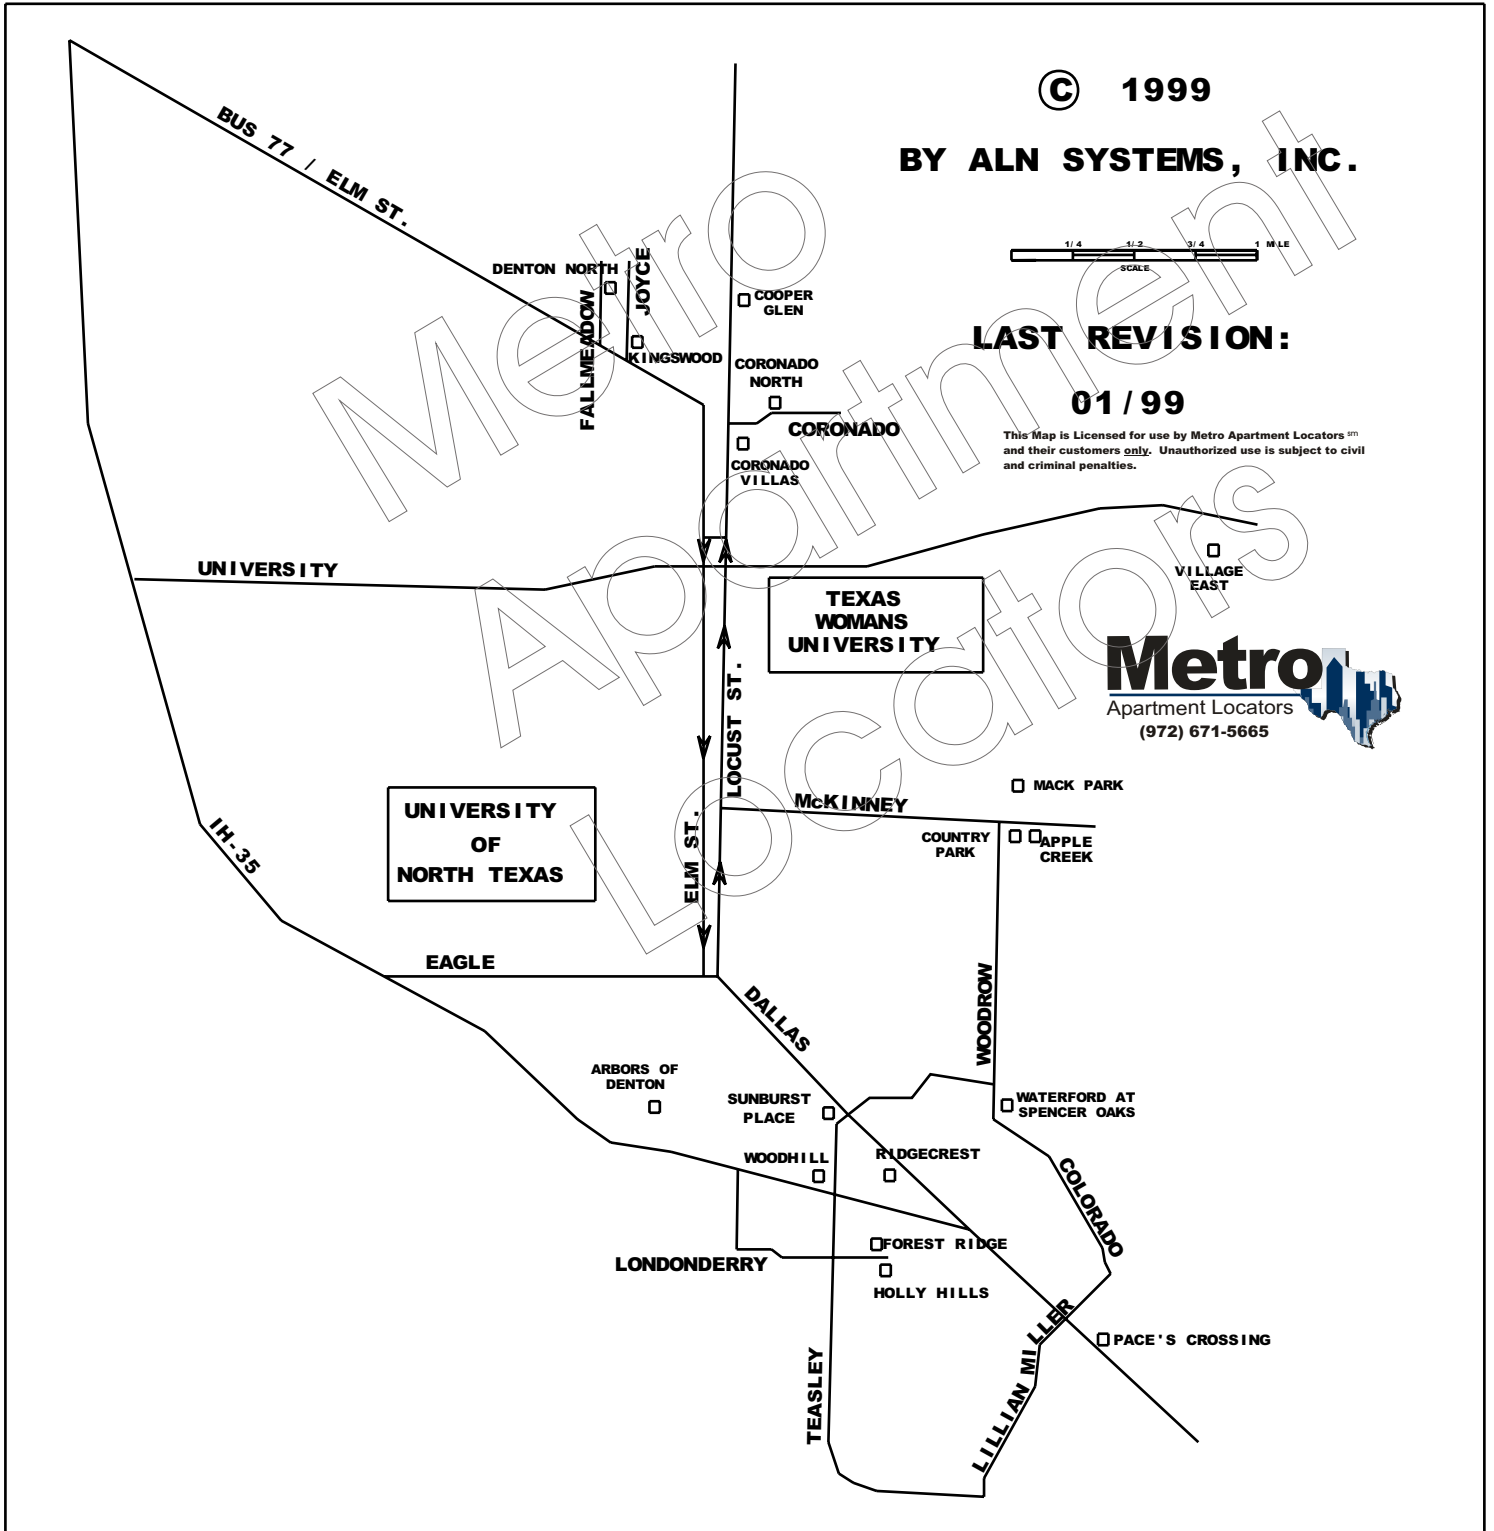 © 1999
BY ALN SYSTEMS, INC.
1/4 1/2 3/4 1 MILE
SCALE
LAST REVISION:
01/99
This Map is Licensed for use by Metro Apartment Locators sm
and their customers only. Unauthorized use is subject to civil
and criminal penalties.
Metro
Apartment
Locators
BUS 77 / ELM ST.
DENTON NORTH
JOYCE
FALLMEADOW
KINGSWOOD
COOPER
GLEN
CORONADO
NORTH
CORONADO
CORONADO
VILLAS
UNIVERSITY
VILLAGE
EAST
TEXAS
WOMANS
UNIVERSITY
Metro
Apartment Locators
(972) 671-5665
LOCUST ST.
ELM ST.
MACK PARK
McKINNEY
COUNTRY
PARK
APPLE
CREEK
UNIVERSITY
OF
NORTH TEXAS
IH-35
EAGLE
DALLAS
WOODROW
ARBORS OF
DENTON
SUNBURST
PLACE
WATERFORD AT
SPENCER OAKS
WOODHILL
RIDGECREST
COLORADO
FOREST RIDGE
LONDONDERRY
HOLLY HILLS
LILLIAN MILLER
PACE'S CROSSING
TEASLEY